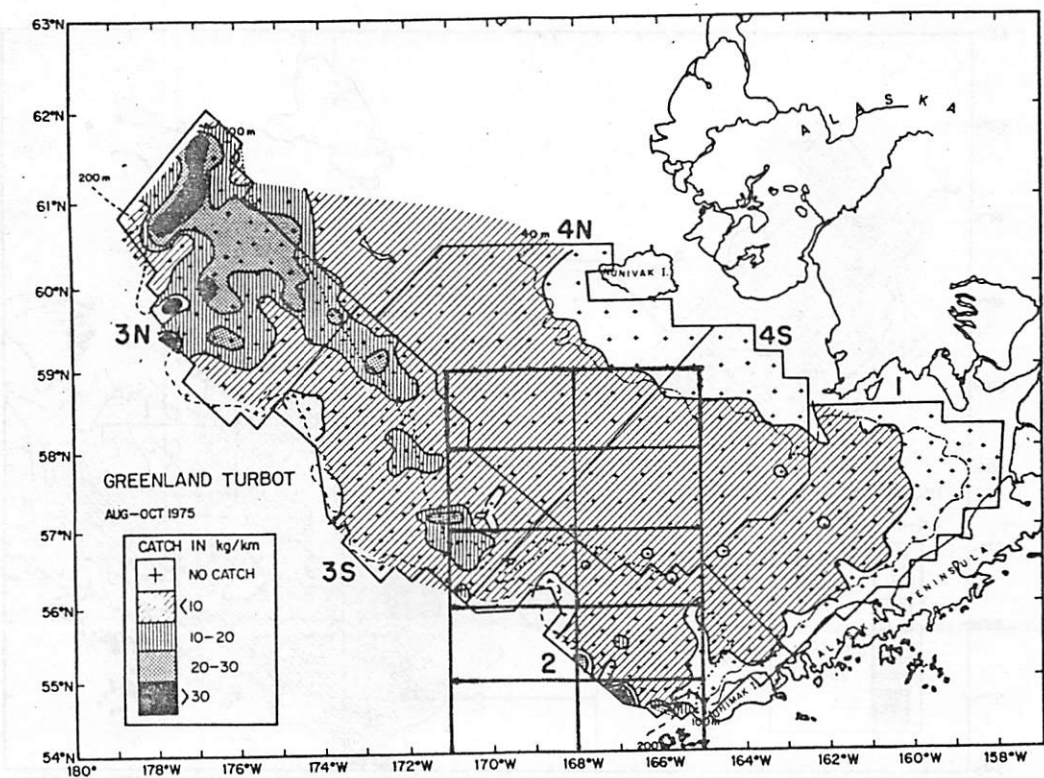 63°N
62°N
61°N
60°N
59°N
58°N
57°N
56°N
55°N
54°N
A L A S K A
200m
4N
40 m
NUNIVAK I.
3N
4S
1
GREENLAND TURBOT
AUG-OCT 1975
CATCH IN kg/km
+ NO CATCH
<10
10-20
20-30
>30
3S
2
ALASKA PENINSULA
UNIMAK I.
100m
180° 178°W 176°W 174°W 172°W 170°W 168°W 166°W 164°W 162°W 160°W 158°W